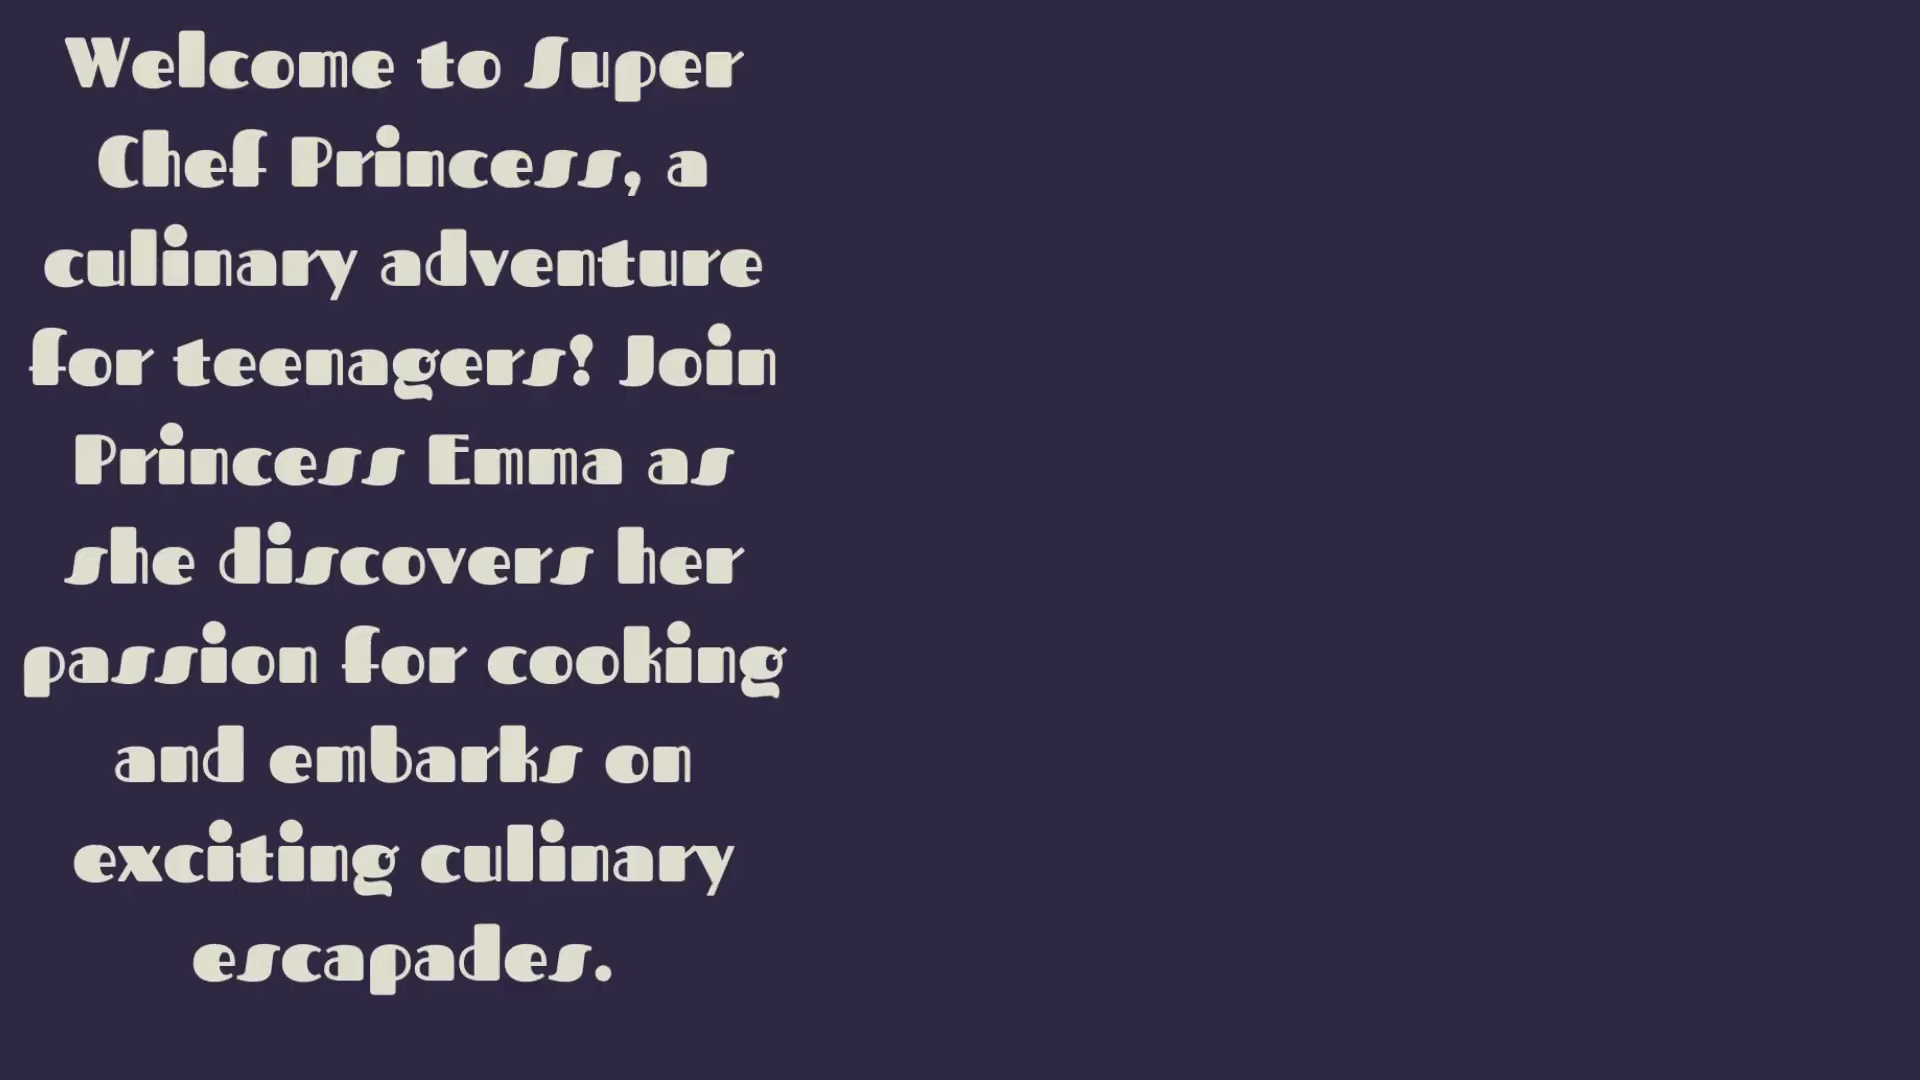 Welcome to Super
Chef Princess, a
culinary adventure
for teenagers! Join
Princess Emma as
she discovers her
passion for cooking
and embarks on
exciting culinary
escapades.